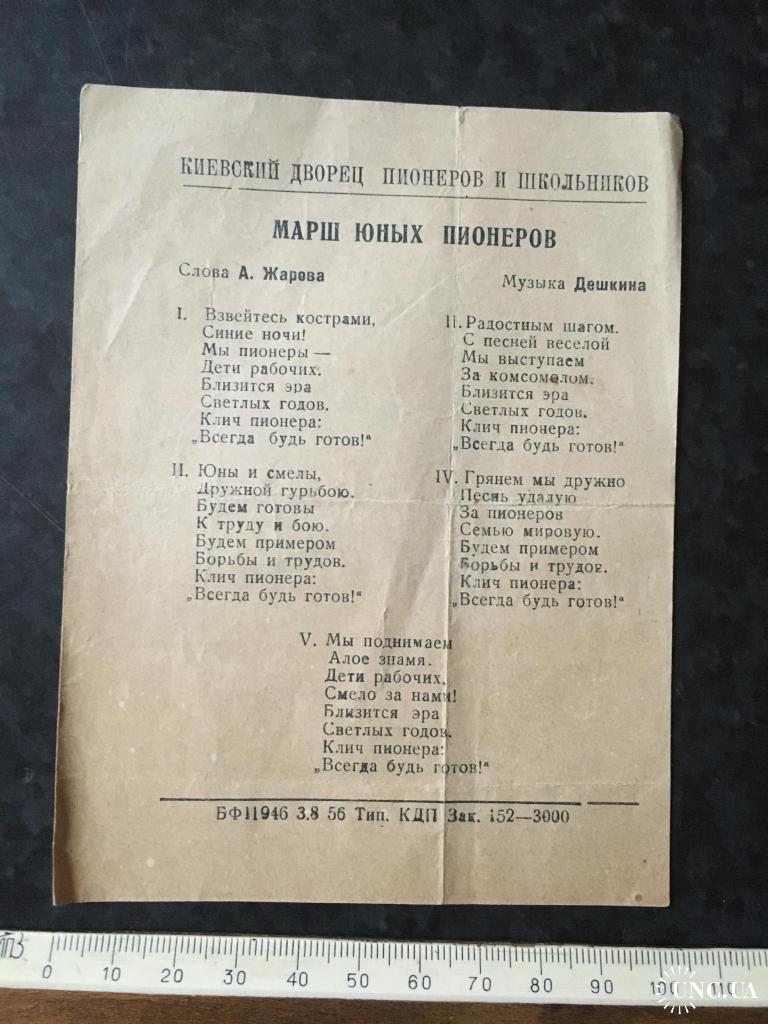 КИЕВСКИЙ ДВОРЕЦ ПИОНЕРОВ И ШКОЛЬНИКОВ
МАРШ ЮНЫХ ПИОНЕРОВ
Слова А. Жарова
Музыка Дешкина
I. Взвейтесь кострами,
Синие ночи!
Мы пионеры —
Дети рабочих.
Близится эра
Светлых годов.
Клич пионера:
„Всегда будь готов!“
II. Юны и смелы,
Дружной гурьбою.
Будем готовы
К труду и бою.
Будем примером
Борьбы и трудов.
Клич пионера:
„Всегда будь готов!“
II. Радостным шагом.
С песней веселой
Мы выступаем
За комсомолом.
Близится эра
Светлых годов.
Клич пионера:
„Всегда будь готов!“
IV. Грянем мы дружно
Песнь удалую
За пионеров
Семью мировую.
Будем примером
Борьбы и трудов.
Клич пионера:
„Всегда будь готов!“
V. Мы поднимаем
Алое знамя.
Дети рабочих,
Смело за нами!
Близится эра
Светлых годов.
Клич пионера:
„Всегда будь готов!“
БФ11946 3.8 56 Тип. КДП Зак. 152—3000
0 10 20 30 40 50 60 70 80 90 100 110
UNC.UA